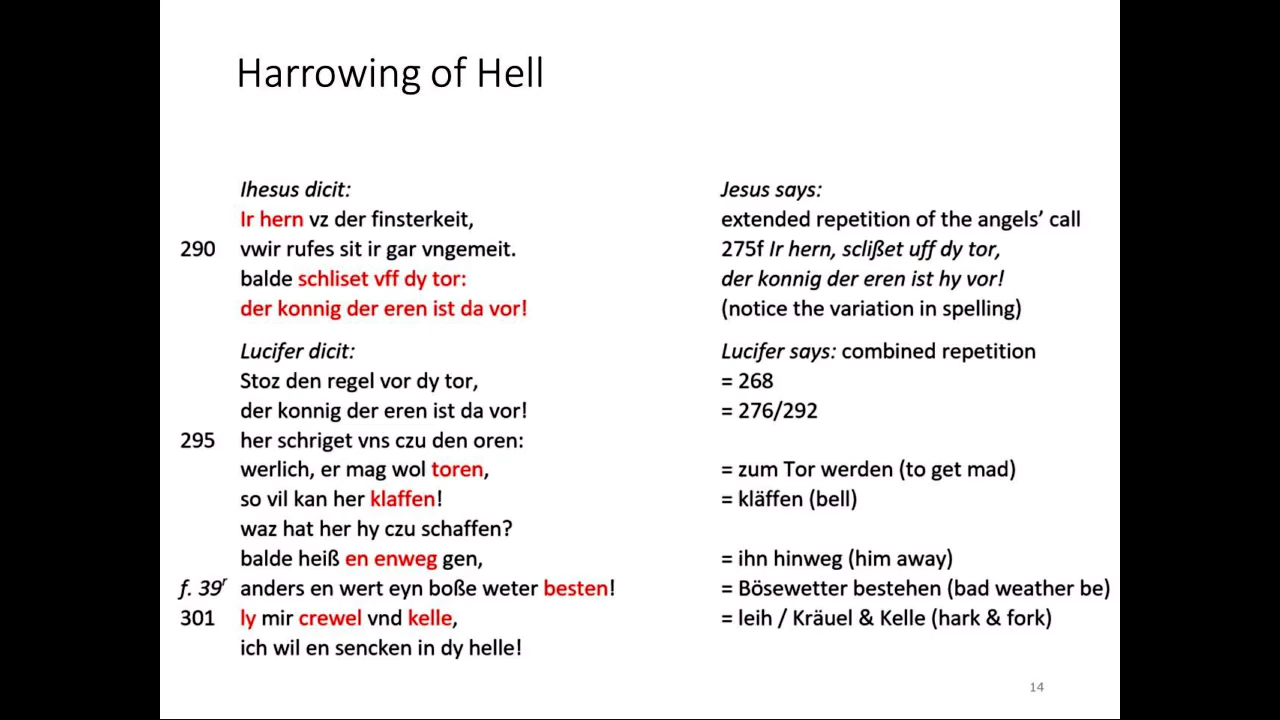 Harrowing of Hell
Ihesus dicit:
Ir hern vz der finsterkeit,
290 vwir rufes sit ir gar vngemeit.
balde schliset vff dy tor:
der konnig der eren ist da vor!
Lucifer dicit:
Stoz den regel vor dy tor,
der konnig der eren ist da vor!
295 her schriget vns czu den oren:
werlich, er mag wol toren,
so vil kan her klaffen!
waz hat her hy czu schaffen?
balde heiß en enweg gen,
f. 39r anders en wert eyn boße weter besten!
301 ly mir crewel vnd kelle,
ich wil en sencken in dy helle!
Jesus says:
extended repetition of the angels’ call
275f Ir hern, sclißet uff dy tor,
der konnig der eren ist hy vor!
(notice the variation in spelling)
Lucifer says: combined repetition
= 268
= 276/292
= zum Tor werden (to get mad)
= kläffen (bell)
= ihn hinweg (him away)
= Bösewetter bestehen (bad weather be)
= leih / Kräuel & Kelle (hark & fork)
14